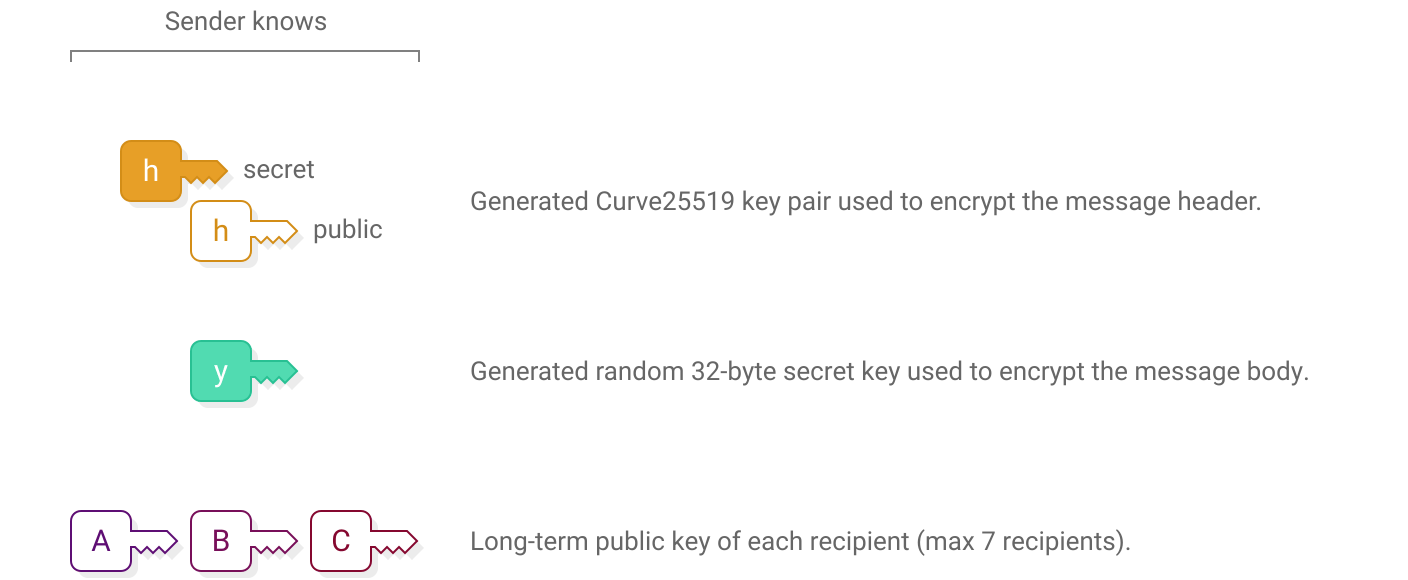 Sender knows
h secret
h public
Generated Curve25519 key pair used to encrypt the message header.
y
Generated random 32-byte secret key used to encrypt the message body.
A B C
Long-term public key of each recipient (max 7 recipients).